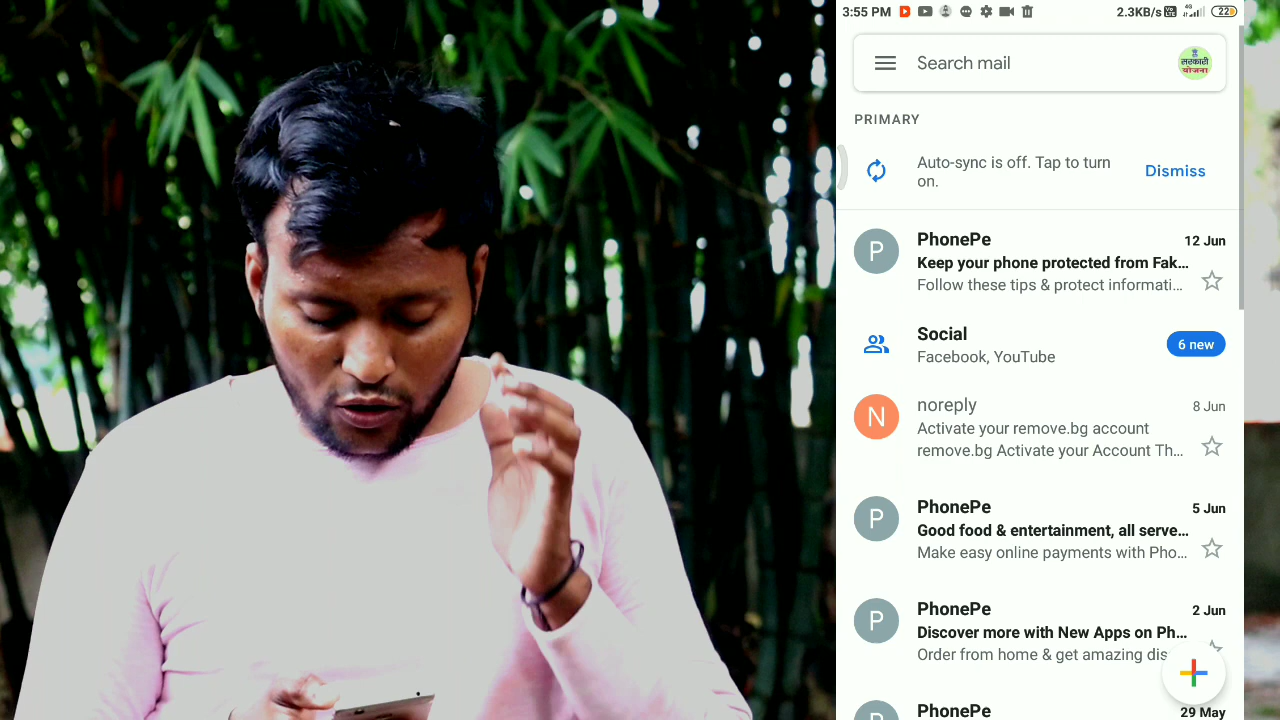 3:55 PM
2.3KB/s
4G
22
Search mail
सरकारी
योजना
PRIMARY
Auto-sync is off. Tap to turn
on.
Dismiss
P
PhonePe
12 Jun
Keep your phone protected from Fak...
Follow these tips & protect informati...
Social
Facebook, YouTube
6 new
N
noreply
8 Jun
Activate your remove.bg account
remove.bg Activate your Account Th...
P
PhonePe
5 Jun
Good food & entertainment, all serve...
Make easy online payments with Pho...
P
PhonePe
2 Jun
Discover more with New Apps on Ph...
Order from home & get amazing dis
PhonePe
29 May